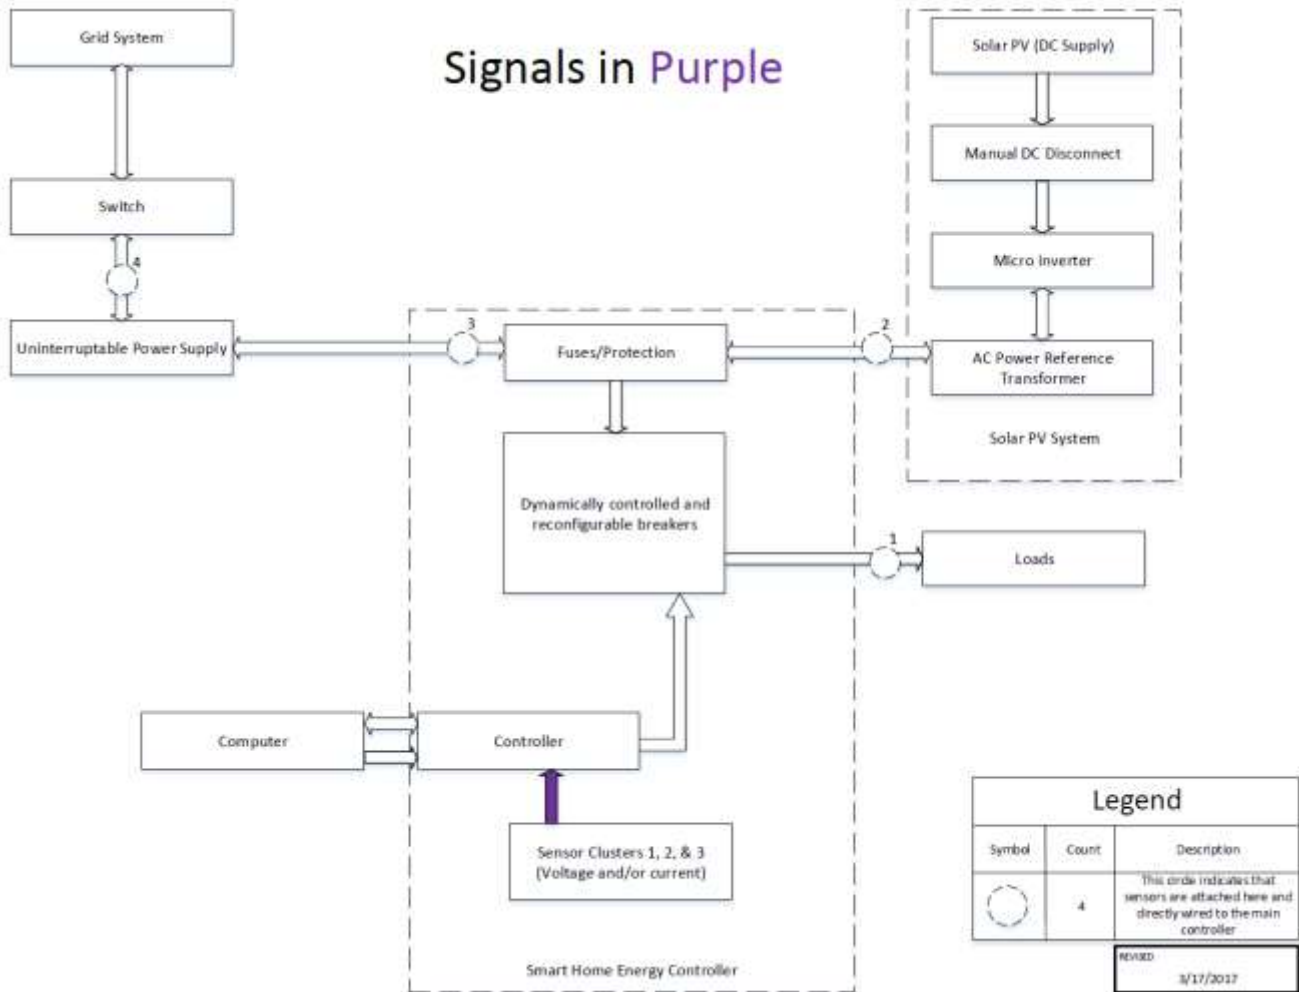 Signals in Purple
Grid System
Switch
4
Uninterruptable Power Supply
3
Fuses/Protection
2
Solar PV (DC Supply)
Manual DC Disconnect
Micro Inverter
AC Power Reference
Transformer
Solar PV System
Dynamically controlled and
reconfigurable breakers
1
Loads
Computer
Controller
Sensor Clusters 1, 2, & 3
(Voltage and/or current)
Smart Home Energy Controller
Legend
Symbol Count Description
4
This circle indicates that
sensors are attached here and
directly wired to the main
controller
REVISED
3/17/2017